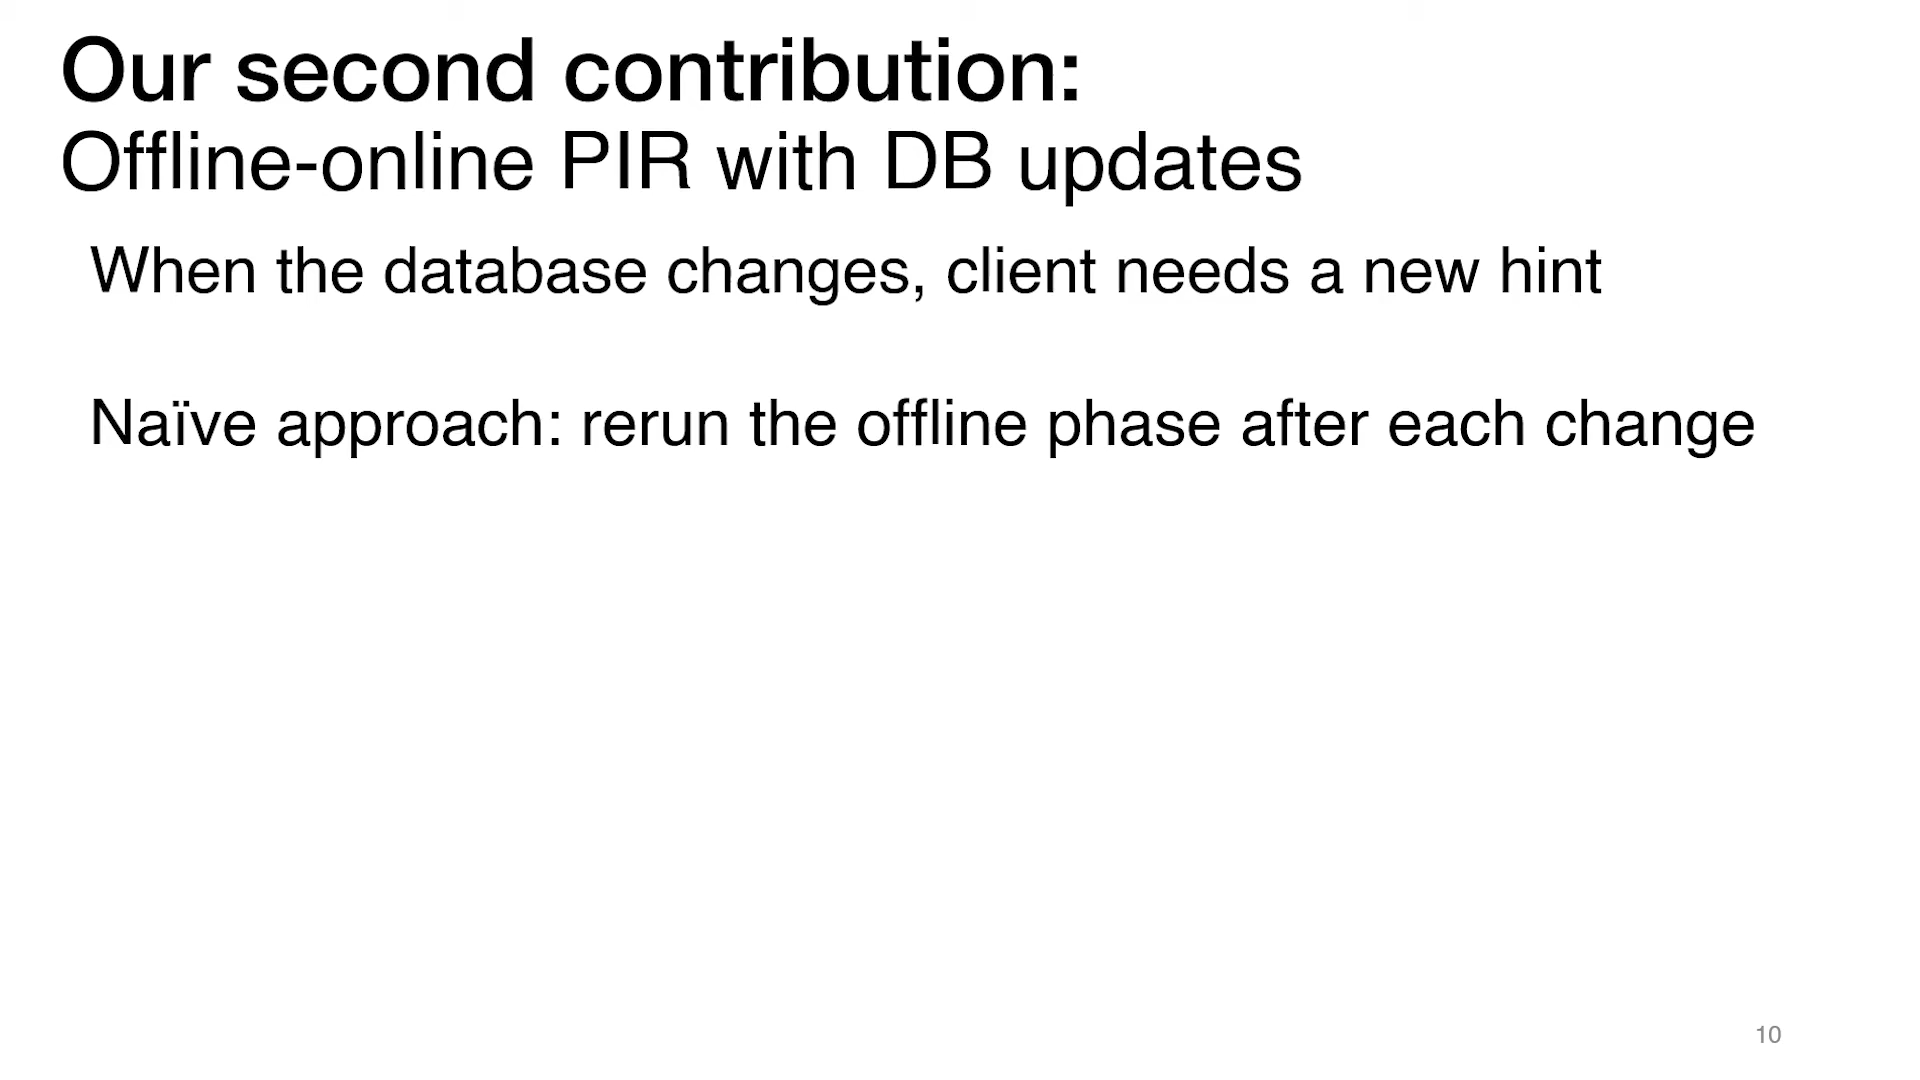 Our second contribution:
Offline-online PIR with DB updates
When the database changes, client needs a new hint
Naïve approach: rerun the offline phase after each change
10